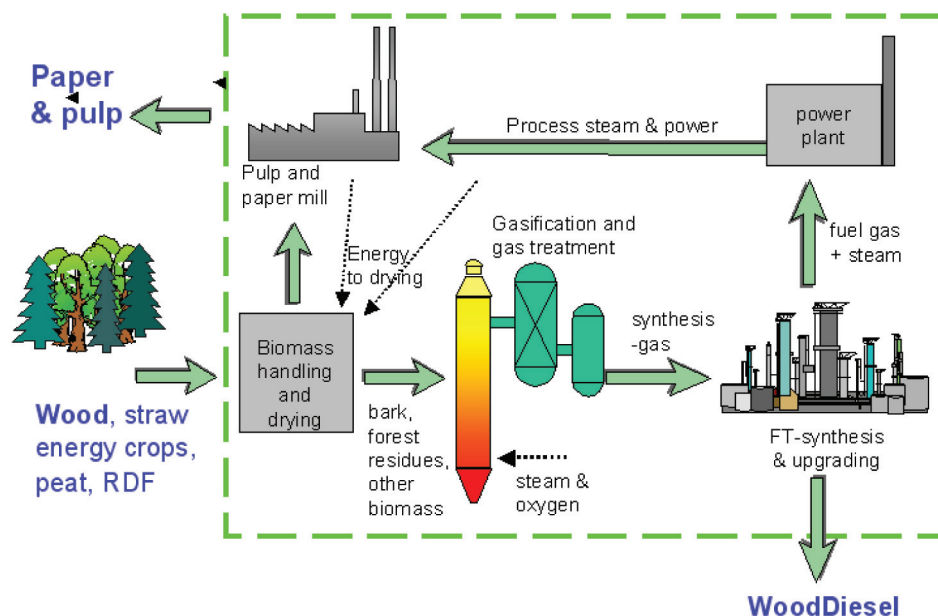 Paper
& pulp
Pulp and
paper mill
Process steam & power
power
plant
Energy
to drying
Gasification and
gas treatment
fuel gas
+ steam
Biomass
handling
and
drying
synthesis
-gas
Wood, straw
energy crops,
peat, RDF
bark,
forest
residues,
other
biomass
steam &
oxygen
FT-synthesis
& upgrading
WoodDiesel